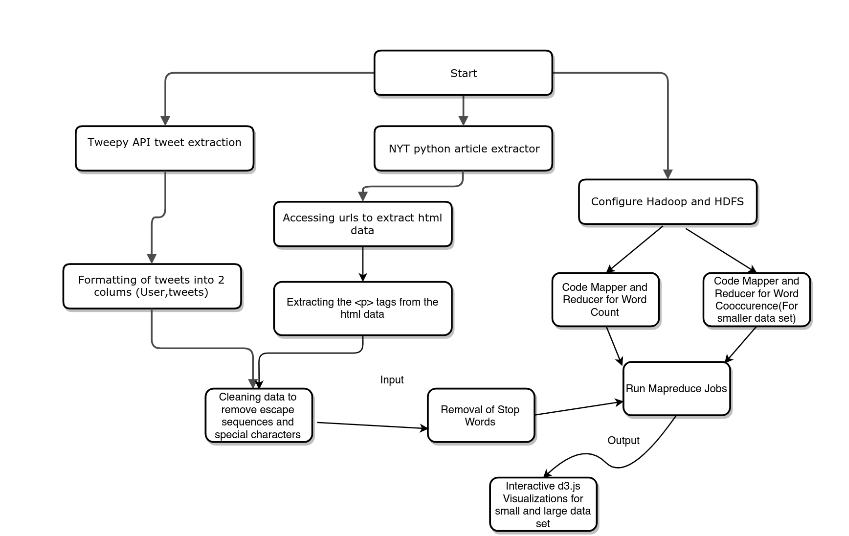 Start
Tweepy API tweet extraction
NYT python article extractor
Configure Hadoop and HDFS
Accessing urls to extract html
data
Formatting of tweets into 2
colums (User,tweets)
Extracting the <p> tags from the
html data
Code Mapper and
Reducer for Word
Count
Code Mapper and
Reducer for Word
Cooccurence(For
smaller data set)
Input
Cleaning data to
remove escape
sequences and
special characters
Removal of Stop
Words
Run Mapreduce Jobs
Output
Interactive d3.js
Visualizations for
small and large data
set